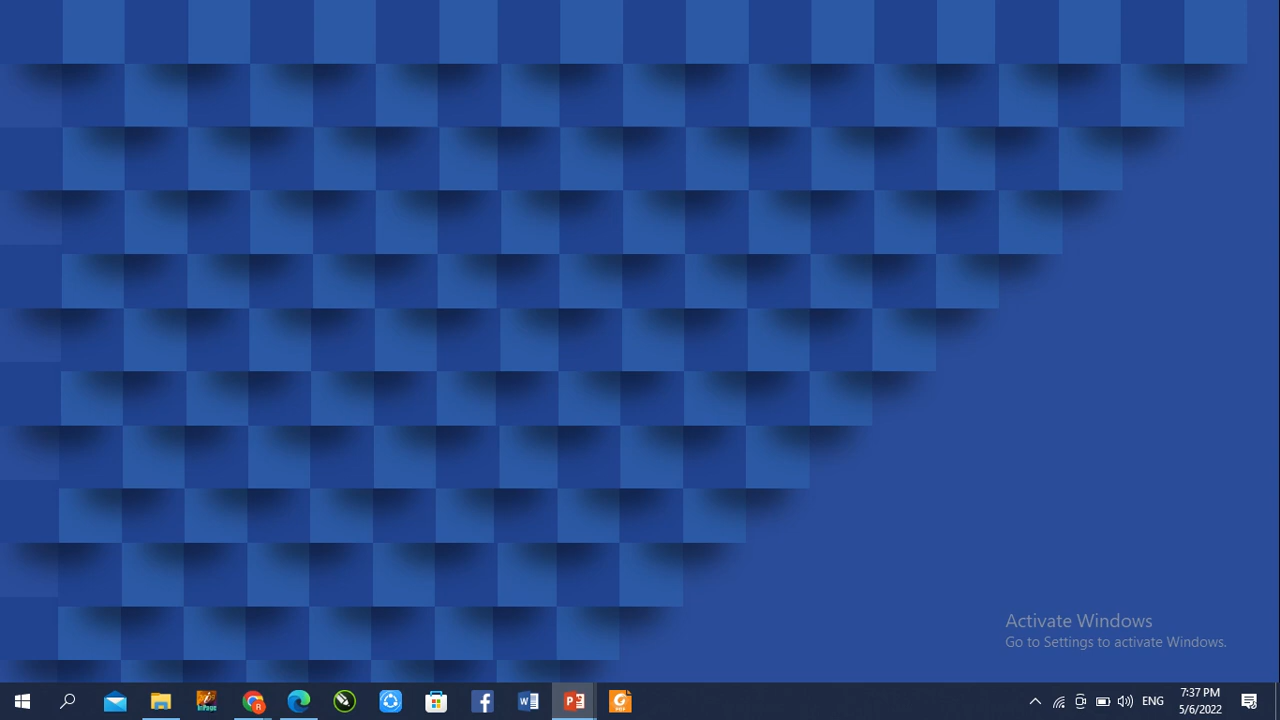 Activate Windows
Go to Settings to activate Windows.
ENG
7:37 PM
5/6/2022